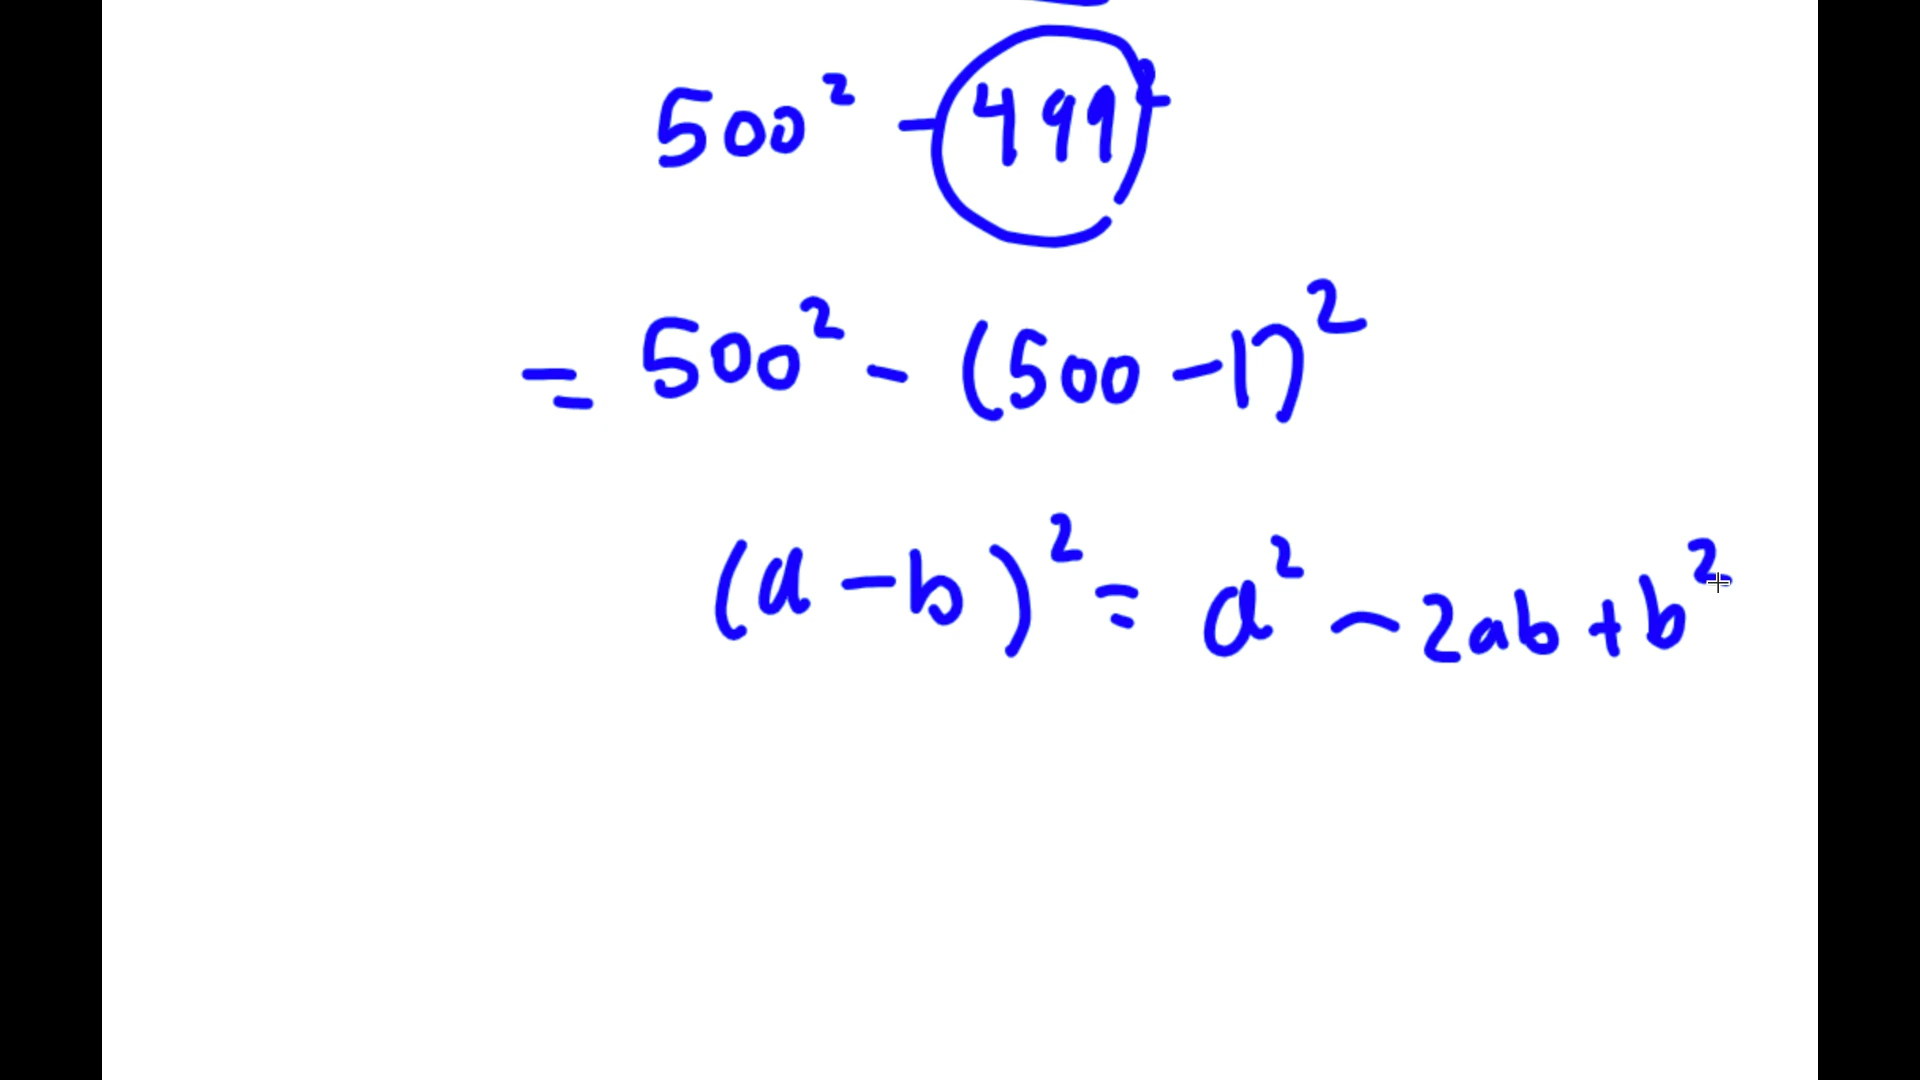 500² - 499²
= 500² - (500 - 1)²
(a - b)² = a² - 2ab + b²